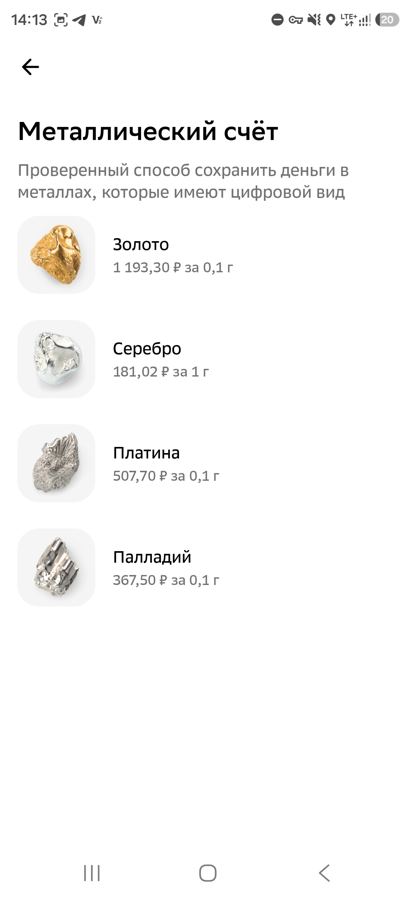 14:13
LTE+
20
Металлический счёт
Проверенный способ сохранить деньги в
металлах, которые имеют цифровой вид
Золото
1 193,30 ₽ за 0,1 г
Серебро
181,02 ₽ за 1 г
Платина
507,70 ₽ за 0,1 г
Палладий
367,50 ₽ за 0,1 г